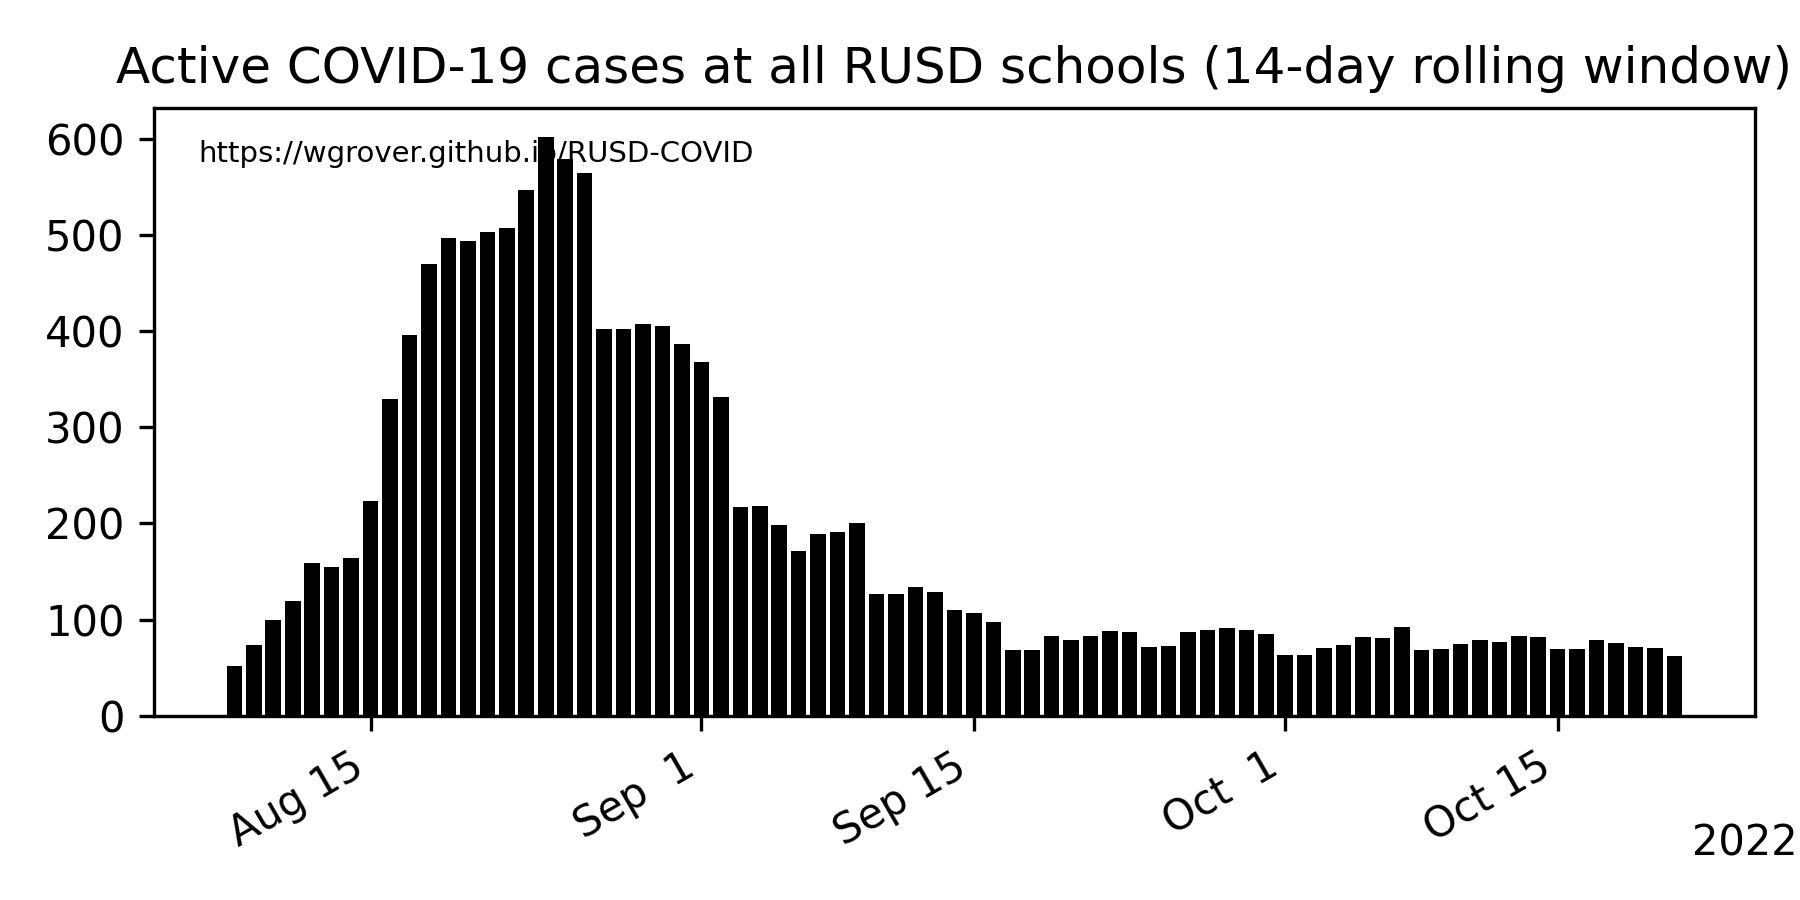 Active COVID-19 cases at all RUSD schools (14-day rolling window)
600
https://wgrover.github.io/RUSD-COVID
500
400
300
200
100
0
Aug 15
Sep 1
Sep 15
Oct 1
Oct 15
2022